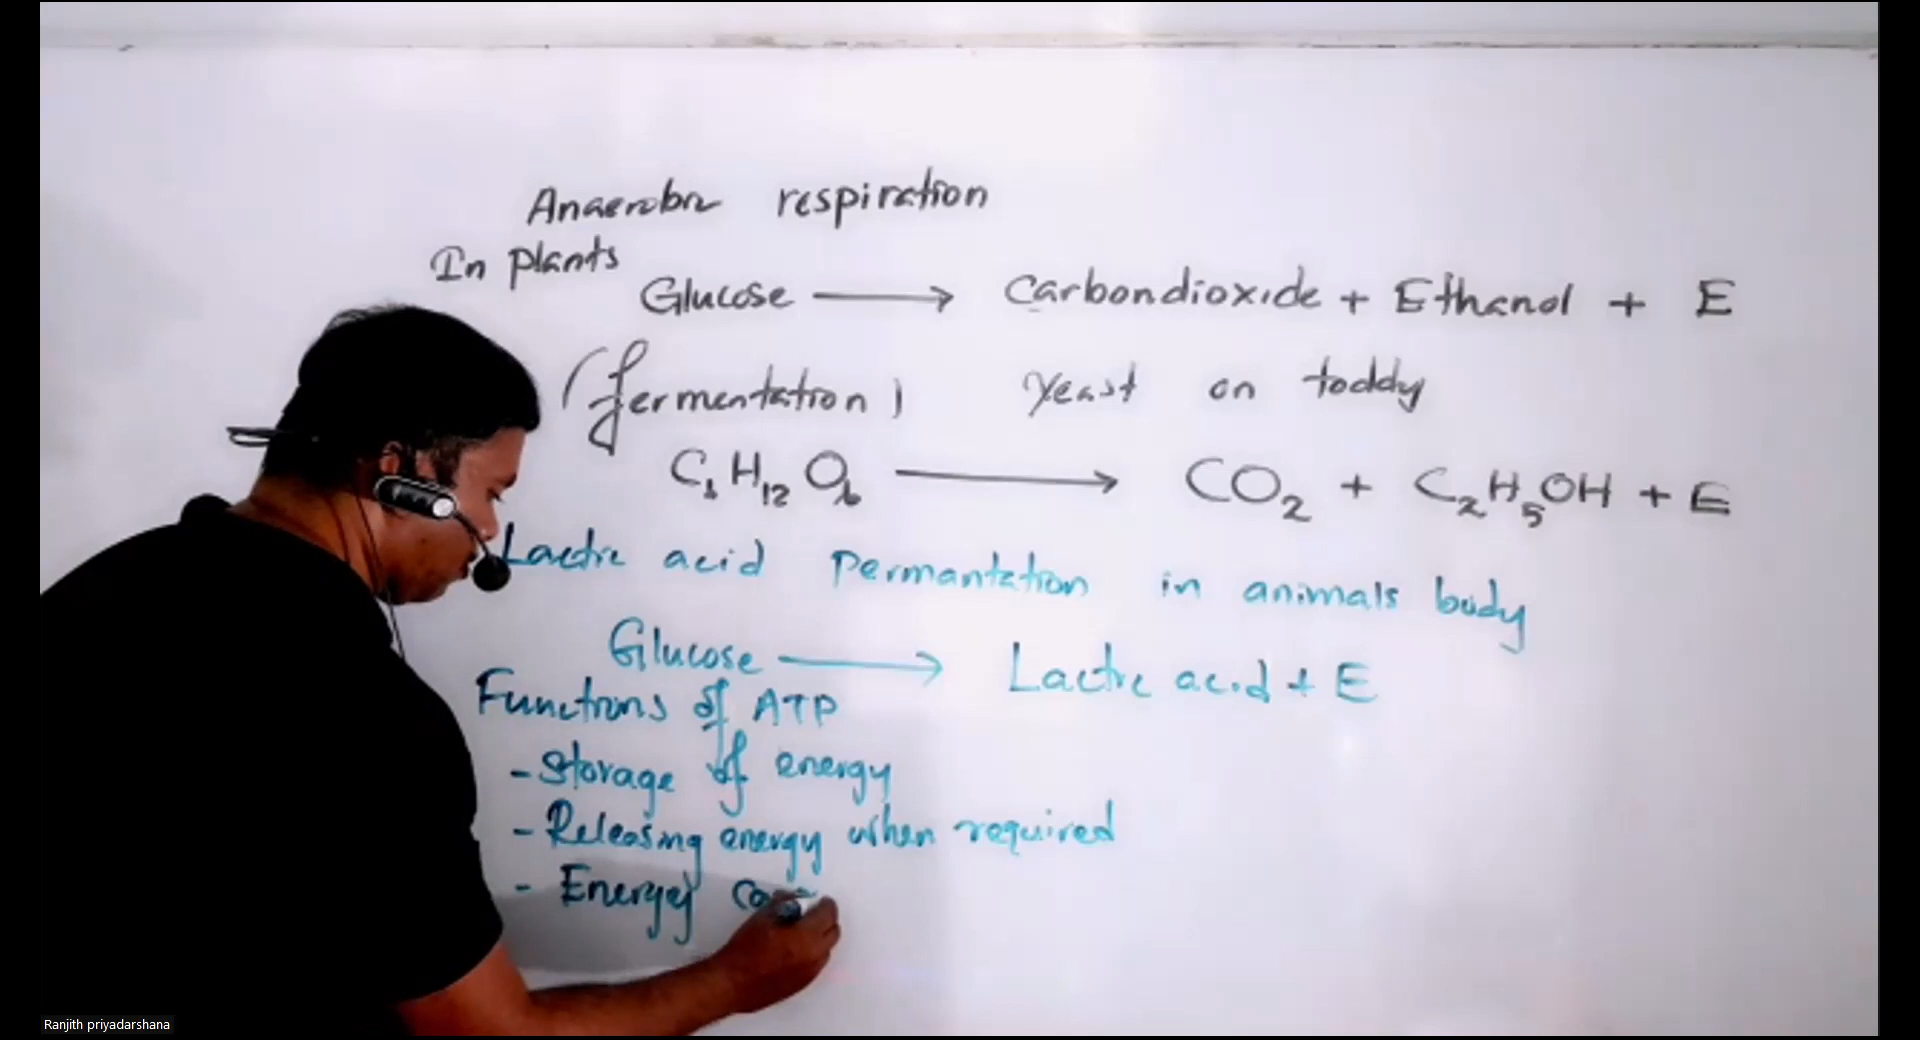 Anaerobic respiration
In plants
Glucose → Carbondioxide + Ethanol + E
(fermentation) Yeast on toddy
C₆H₁₂O₆ → CO₂ + C₂H₅OH + E
Lactic acid Permantation in animals body
Glucose → Lactic acid + E
Functions of ATP
- Storage of energy
- Releasing energy when required
- Energy
Ranjith priyadarshana